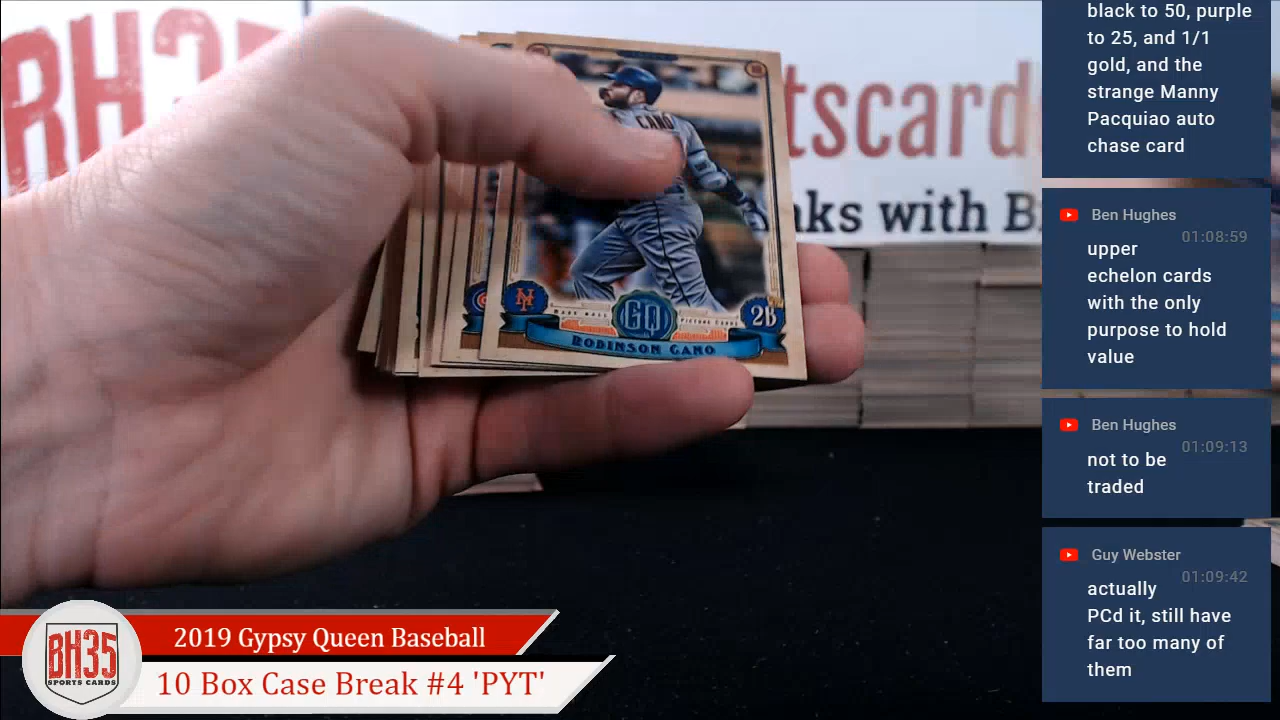 BH35
tscard
aks with B
CANO
GQ
2B
ROBINSON CANO
black to 50, purple
to 25, and 1/1
gold, and the
strange Manny
Pacquiao auto
chase card
Ben Hughes
01:08:59
upper
echelon cards
with the only
purpose to hold
value
Ben Hughes
01:09:13
not to be
traded
Guy Webster
01:09:42
actually
PCd it, still have
far too many of
them
2019 Gypsy Queen Baseball
10 Box Case Break #4 'PYT'
BH35
SPORTS CARDS